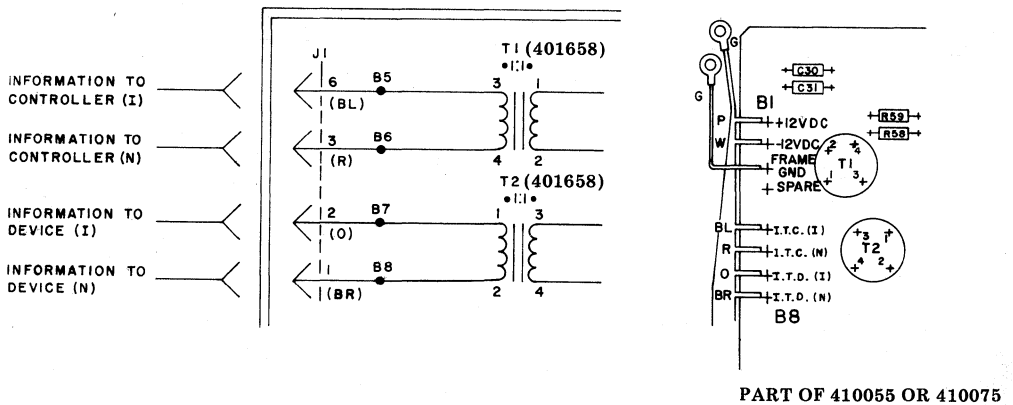 INFORMATION TO
CONTROLLER (I)
INFORMATION TO
CONTROLLER (N)
INFORMATION TO
DEVICE (I)
INFORMATION TO
DEVICE (N)
J1
6
(BL)
B5
3
(R)
B6
2
(O)
B7
1
(BR)
B8
T1 (401658)
•1:1•
3
1
4
2
T2 (401658)
•1:1•
1
3
2
4
G
G
C30
C31
B1
R59
R58
P
+12VDC
W
-12VDC
FRAME
GND
SPARE
2
4
T1
1
3
BL
I.T.C. (I)
R
I.T.C. (N)
O
I.T.D. (I)
BR
I.T.D. (N)
B8
3
1
T2
4
2
PART OF 410055 OR 410075